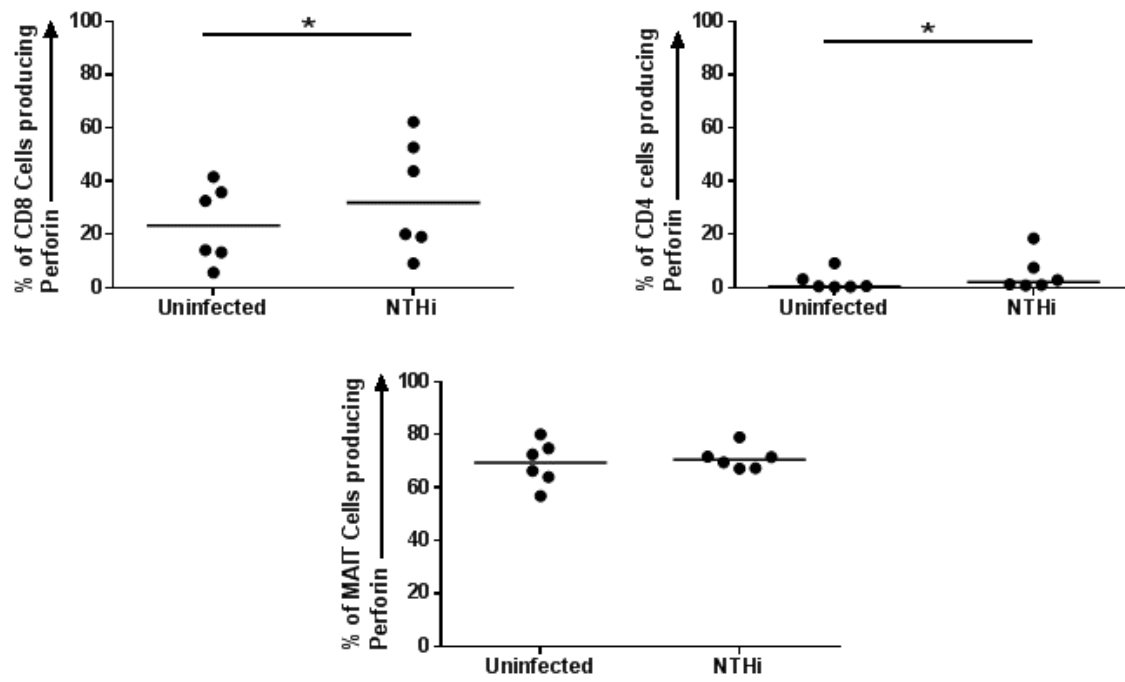 % of CD8 Cells producing
Perforin
100
80
60
40
20
0
*
Uninfected
NTHi
% of CD4 cells producing
Perforin
100
80
60
40
20
0
*
Uninfected
NTHi
% of MAIT Cells producing
Perforin
100
80
60
40
20
0
Uninfected
NTHi